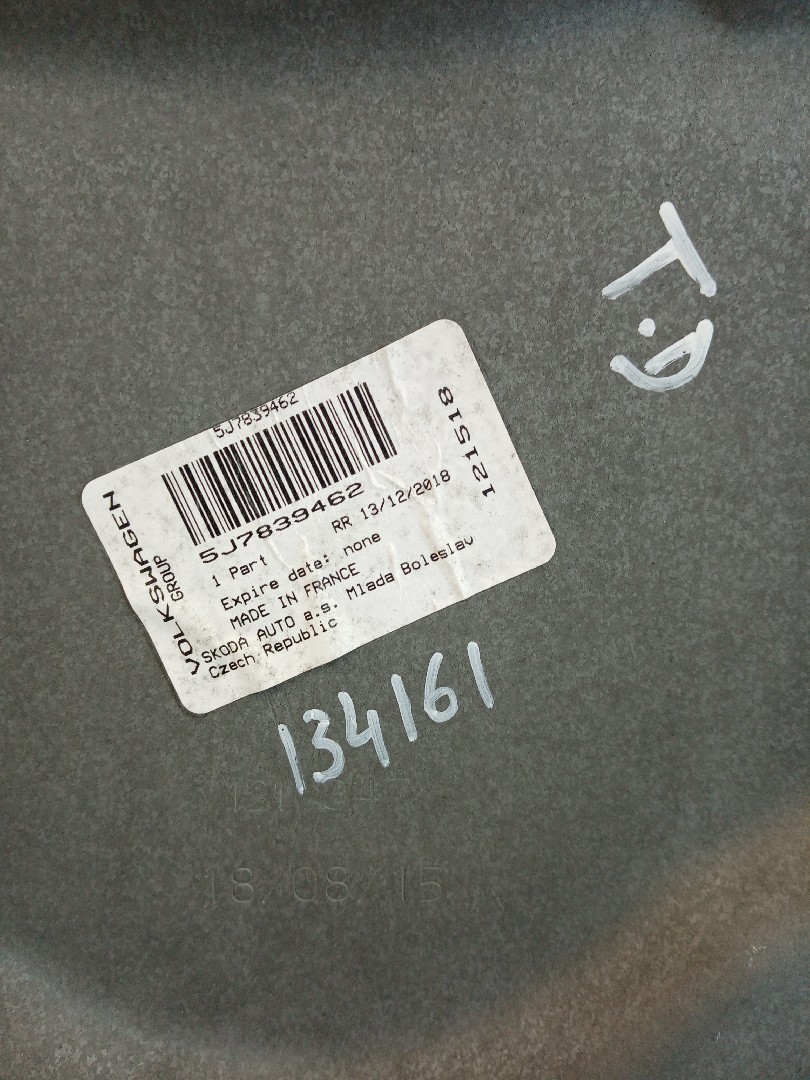 T.D
5J7839462
5J7839462
121518
1 Part
RR 13/12/2018
Expire date: none
MADE IN FRANCE
SKODA AUTO a.s. Mlada Boleslav
Czech Republic
VOLKSWAGEN
GROUP
134161
18/08/15